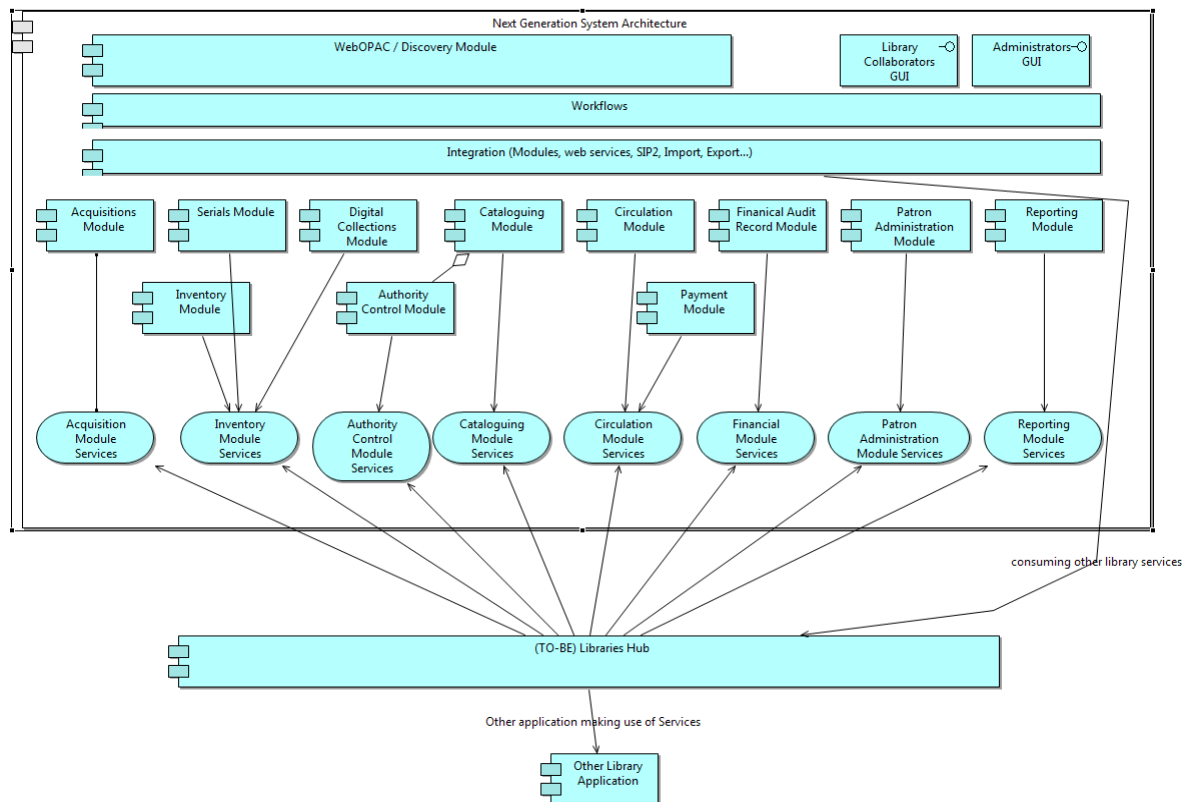 Next Generation System Architecture
WebOPAC / Discovery Module
Library
Collaborators
GUI
Administrators
GUI
Workflows
Integration (Modules, web services, SIP2, Import, Export...)
Acquisitions
Module
Serials Module
Digital
Collections
Module
Cataloguing
Module
Circulation
Module
Finanical Audit
Record Module
Patron
Administration
Module
Reporting
Module
Inventory
Module
Authority
Control Module
Payment
Module
Acquisition
Module
Services
Inventory
Module
Services
Authority
Control
Module
Services
Cataloguing
Module
Services
Circulation
Module
Services
Financial
Module
Services
Patron
Administration
Module Services
Reporting
Module
Services
consuming other library services
(TO-BE) Libraries Hub
Other application making use of Services
Other Library
Application